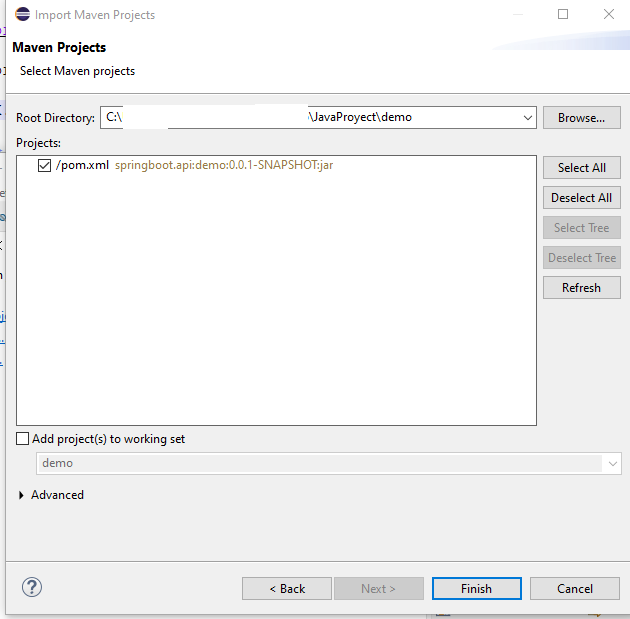 Import Maven Projects
Maven Projects
Select Maven projects
Root Directory: C:\ \JavaProyect\demo Browse...
Projects:
/pom.xml springboot.api:demo:0.0.1-SNAPSHOT:jar
Select All
Deselect All
Select Tree
Deselect Tree
Refresh
Add project(s) to working set
demo
Advanced
? < Back Next > Finish Cancel